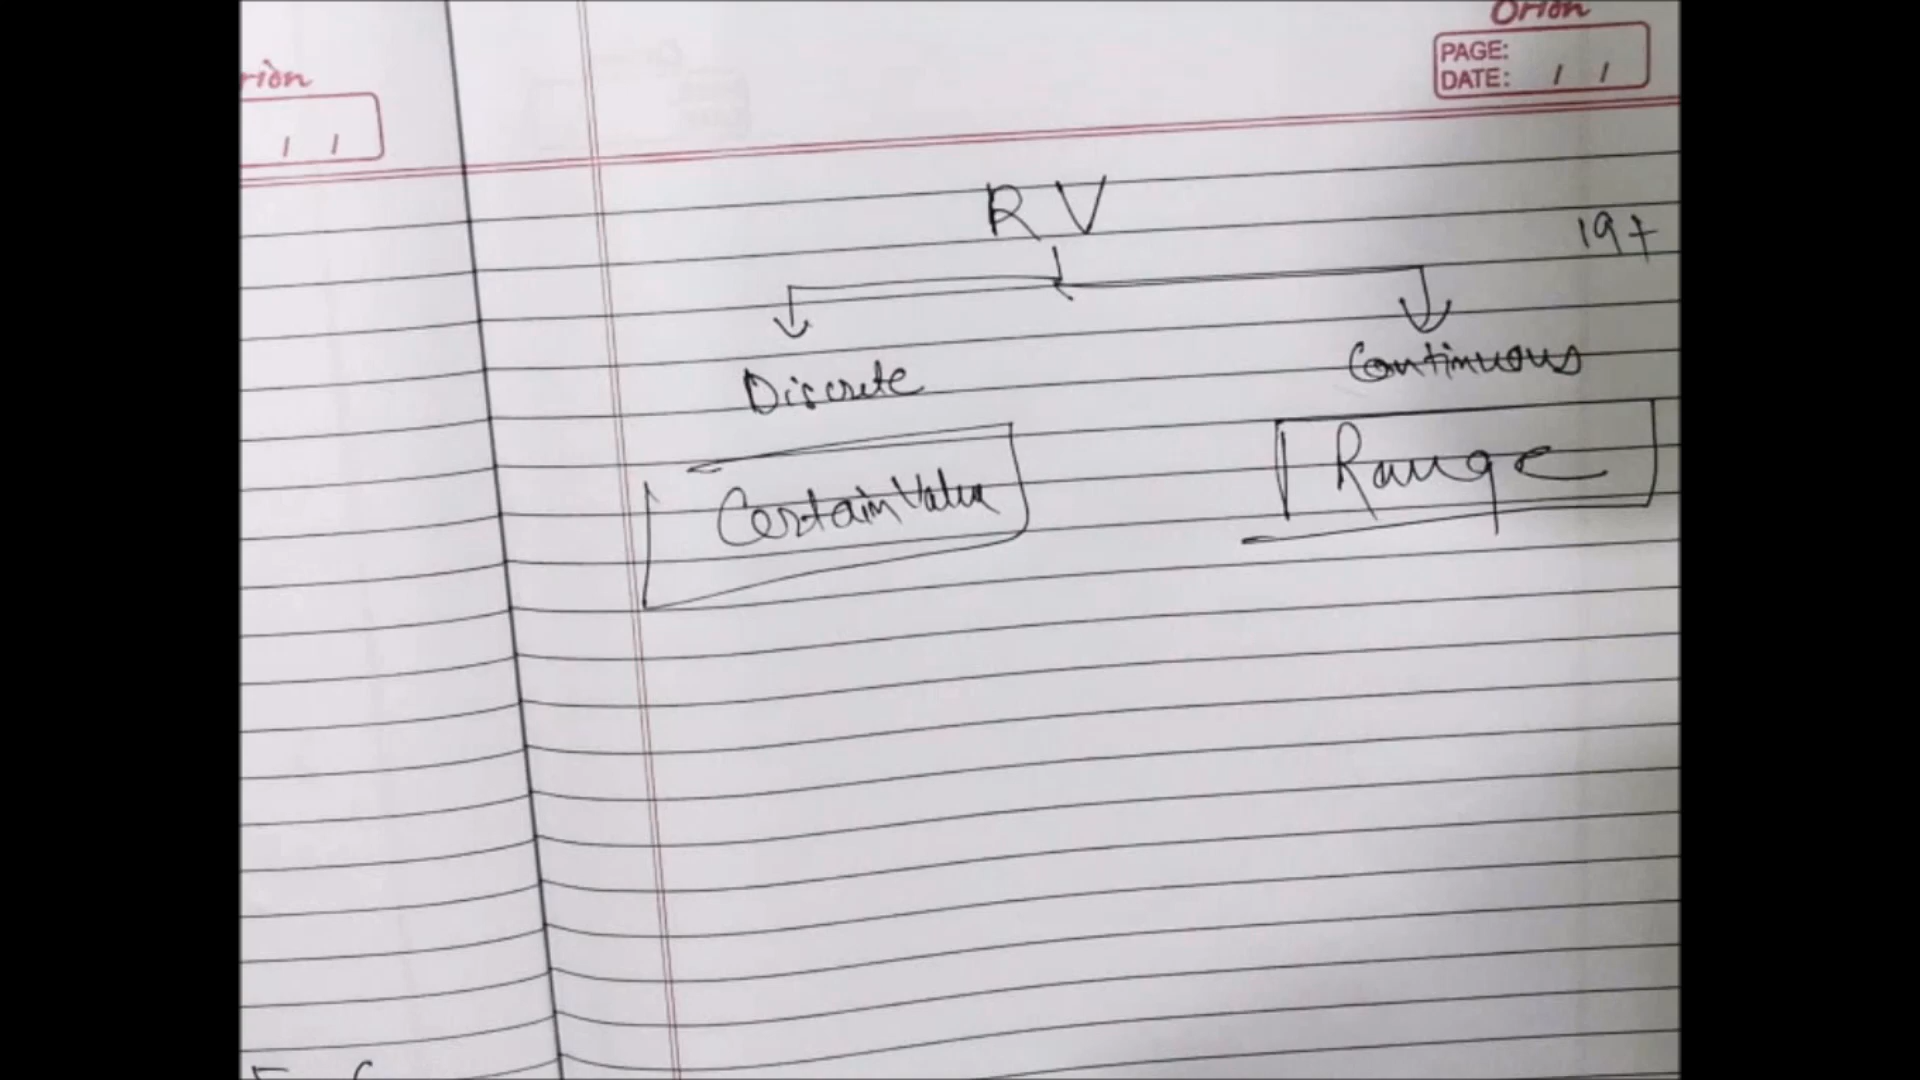 Orion
PAGE:
DATE: / /
rion
/ /
RV
197
Discrete
Continuous
Certain Value
Range